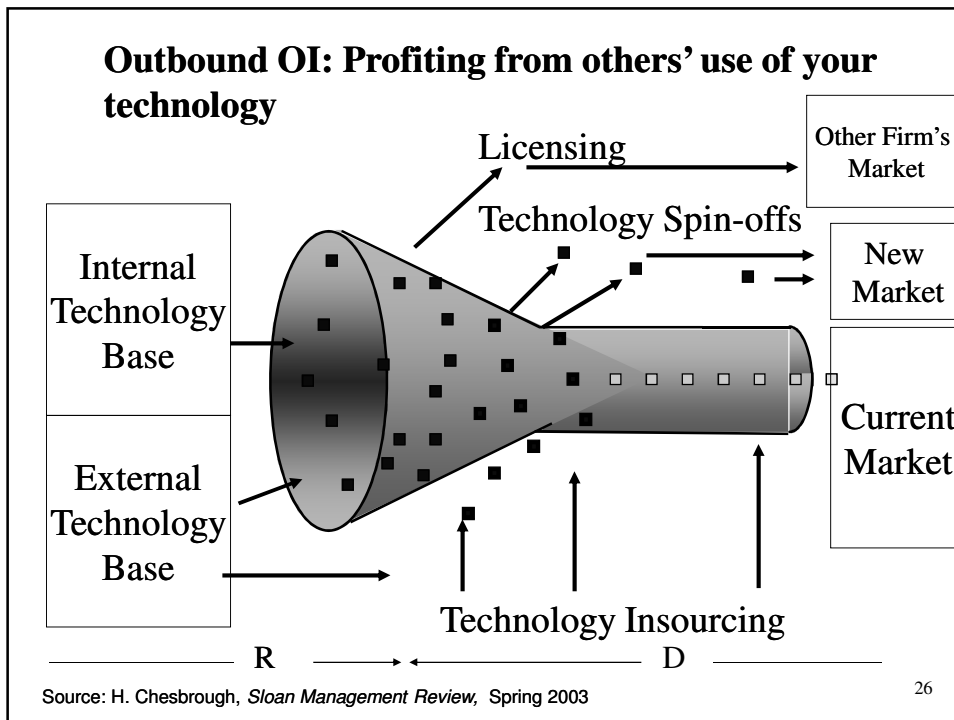 Outbound OI: Profiting from others' use of your
technology
Licensing
Other Firm's
Market
Technology Spin-offs
New
Market
Internal
Technology
Base
Current
Market
External
Technology
Base
Technology Insourcing
R
D
Source: H. Chesbrough, Sloan Management Review, Spring 2003
26